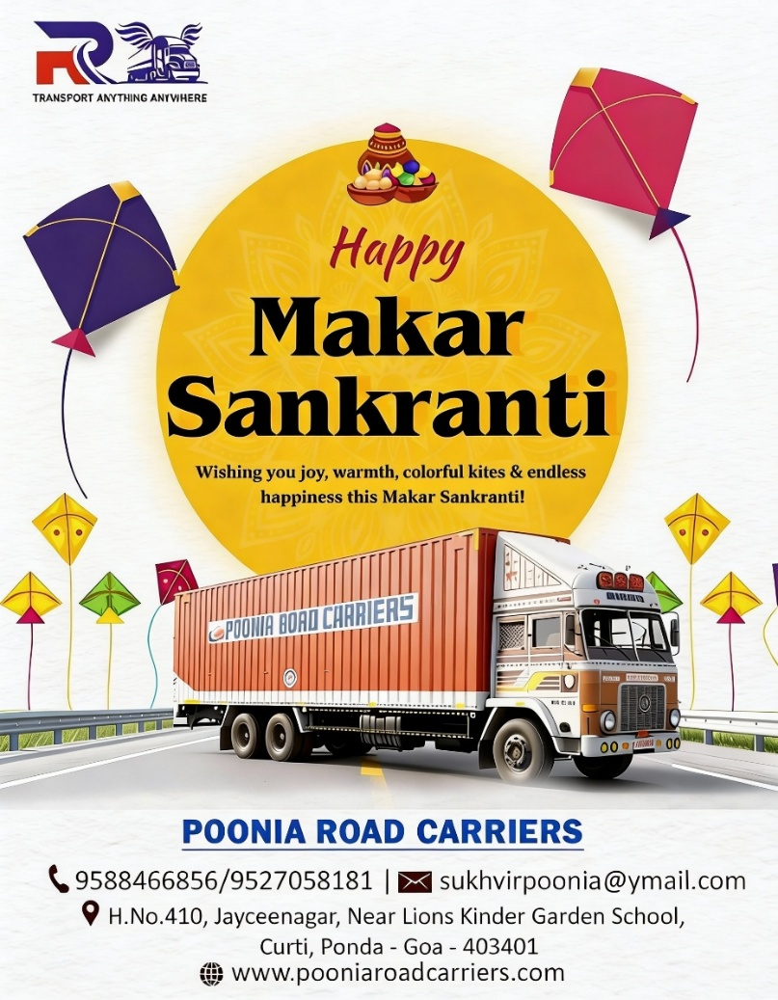 TRANSPORT ANYTHING ANYWHERE
Happy
Makar
Sankranti
Wishing you joy, warmth, colorful kites & endless
happiness this Makar Sankranti!
POONIA BOAD CARRIERS
POONIA ROAD CARRIERS
9588466856/9527058181 | sukhvirpoonia@ymail.com
H.No.410, Jayceenagar, Near Lions Kinder Garden School,
Curti, Ponda - Goa - 403401
www.pooniaroadcarriers.com